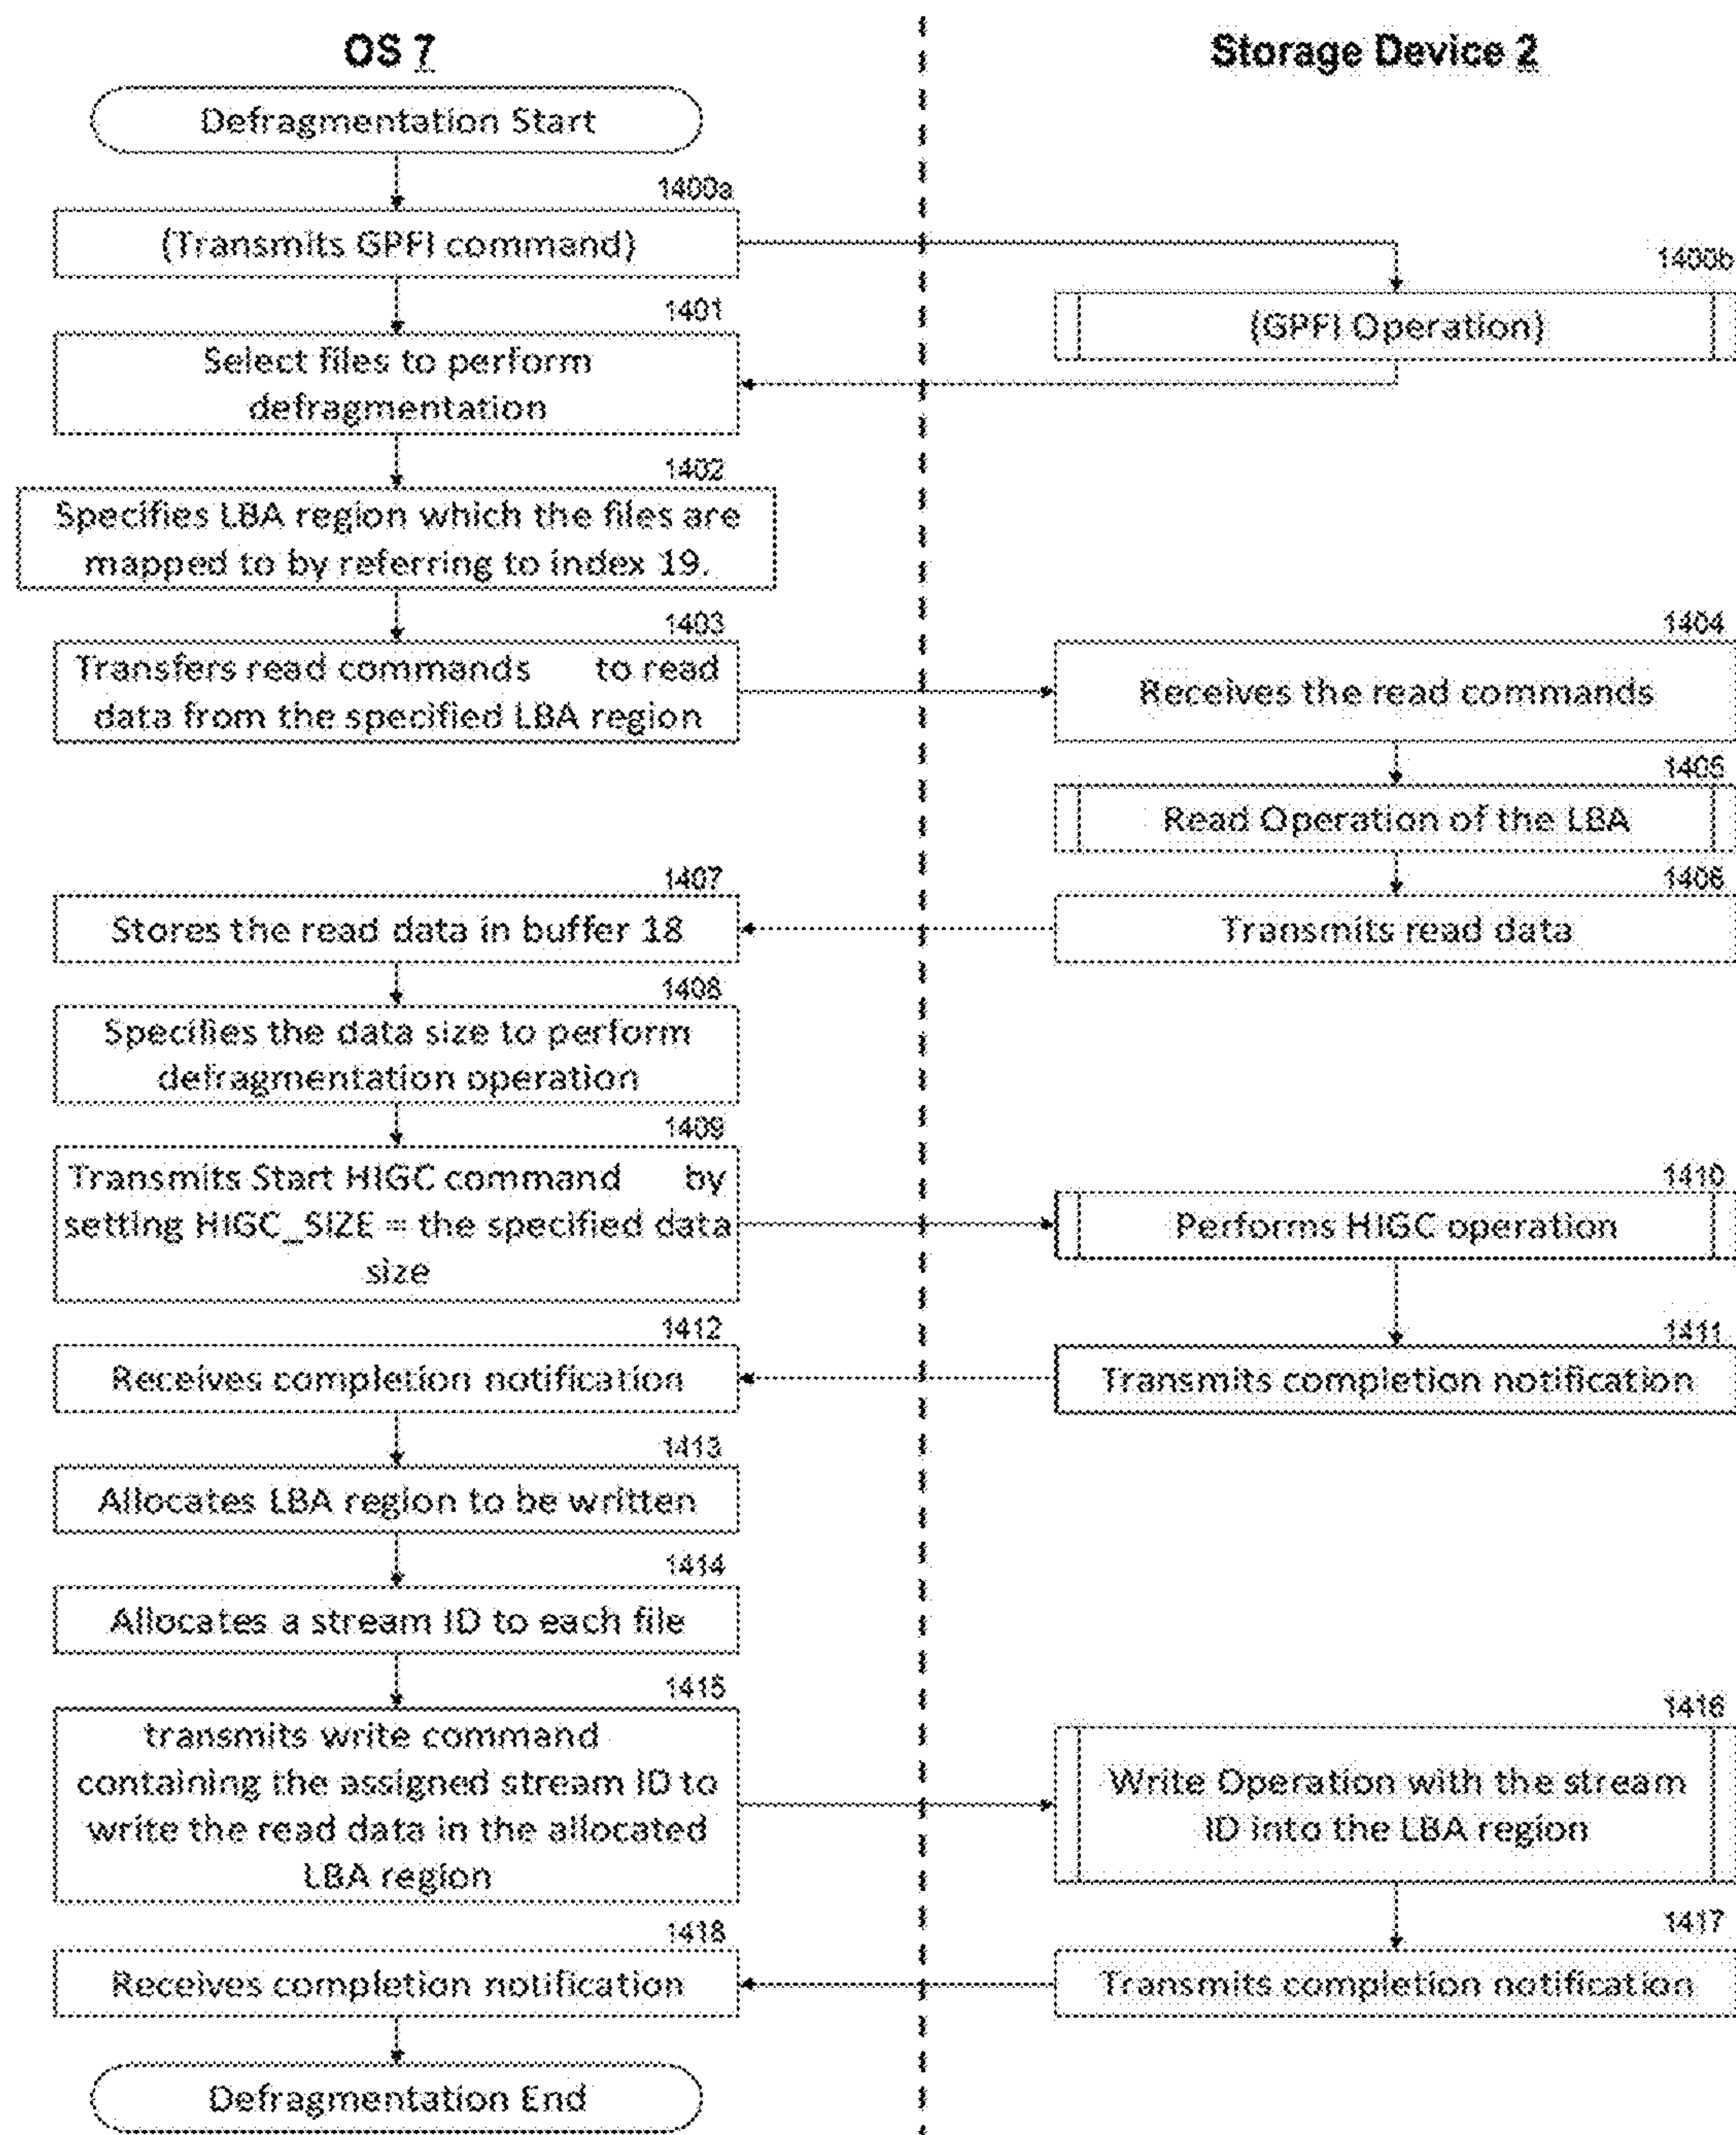 OS 7
Storage Device 2
Defragmentation Start
1400a
(Transmits GPFI command)
1400b
(GPFI Operation)
1401
Select files to perform
defragmentation
1402
Specifies LBA region which the files are
mapped to by referring to index 19.
1403
Transfers read commands to read
data from the specified LBA region
1404
Receives the read commands
1405
Read Operation of the LBA
1406
Transmits read data
1407
Stores the read data in buffer 18
1408
Specifies the data size to perform
defragmentation operation
1409
Transmits Start HIGC command by
setting HIGC_SIZE = the specified data
size
1410
Performs HIGC operation
1411
Transmits completion notification
1412
Receives completion notification
1413
Allocates LBA region to be written
1414
Allocates a stream ID to each file
1415
transmits write command
containing the assigned stream ID to
write the read data in the allocated
LBA region
1416
Write Operation with the stream
ID into the LBA region
1417
Transmits completion notification
1418
Receives completion notification
Defragmentation End